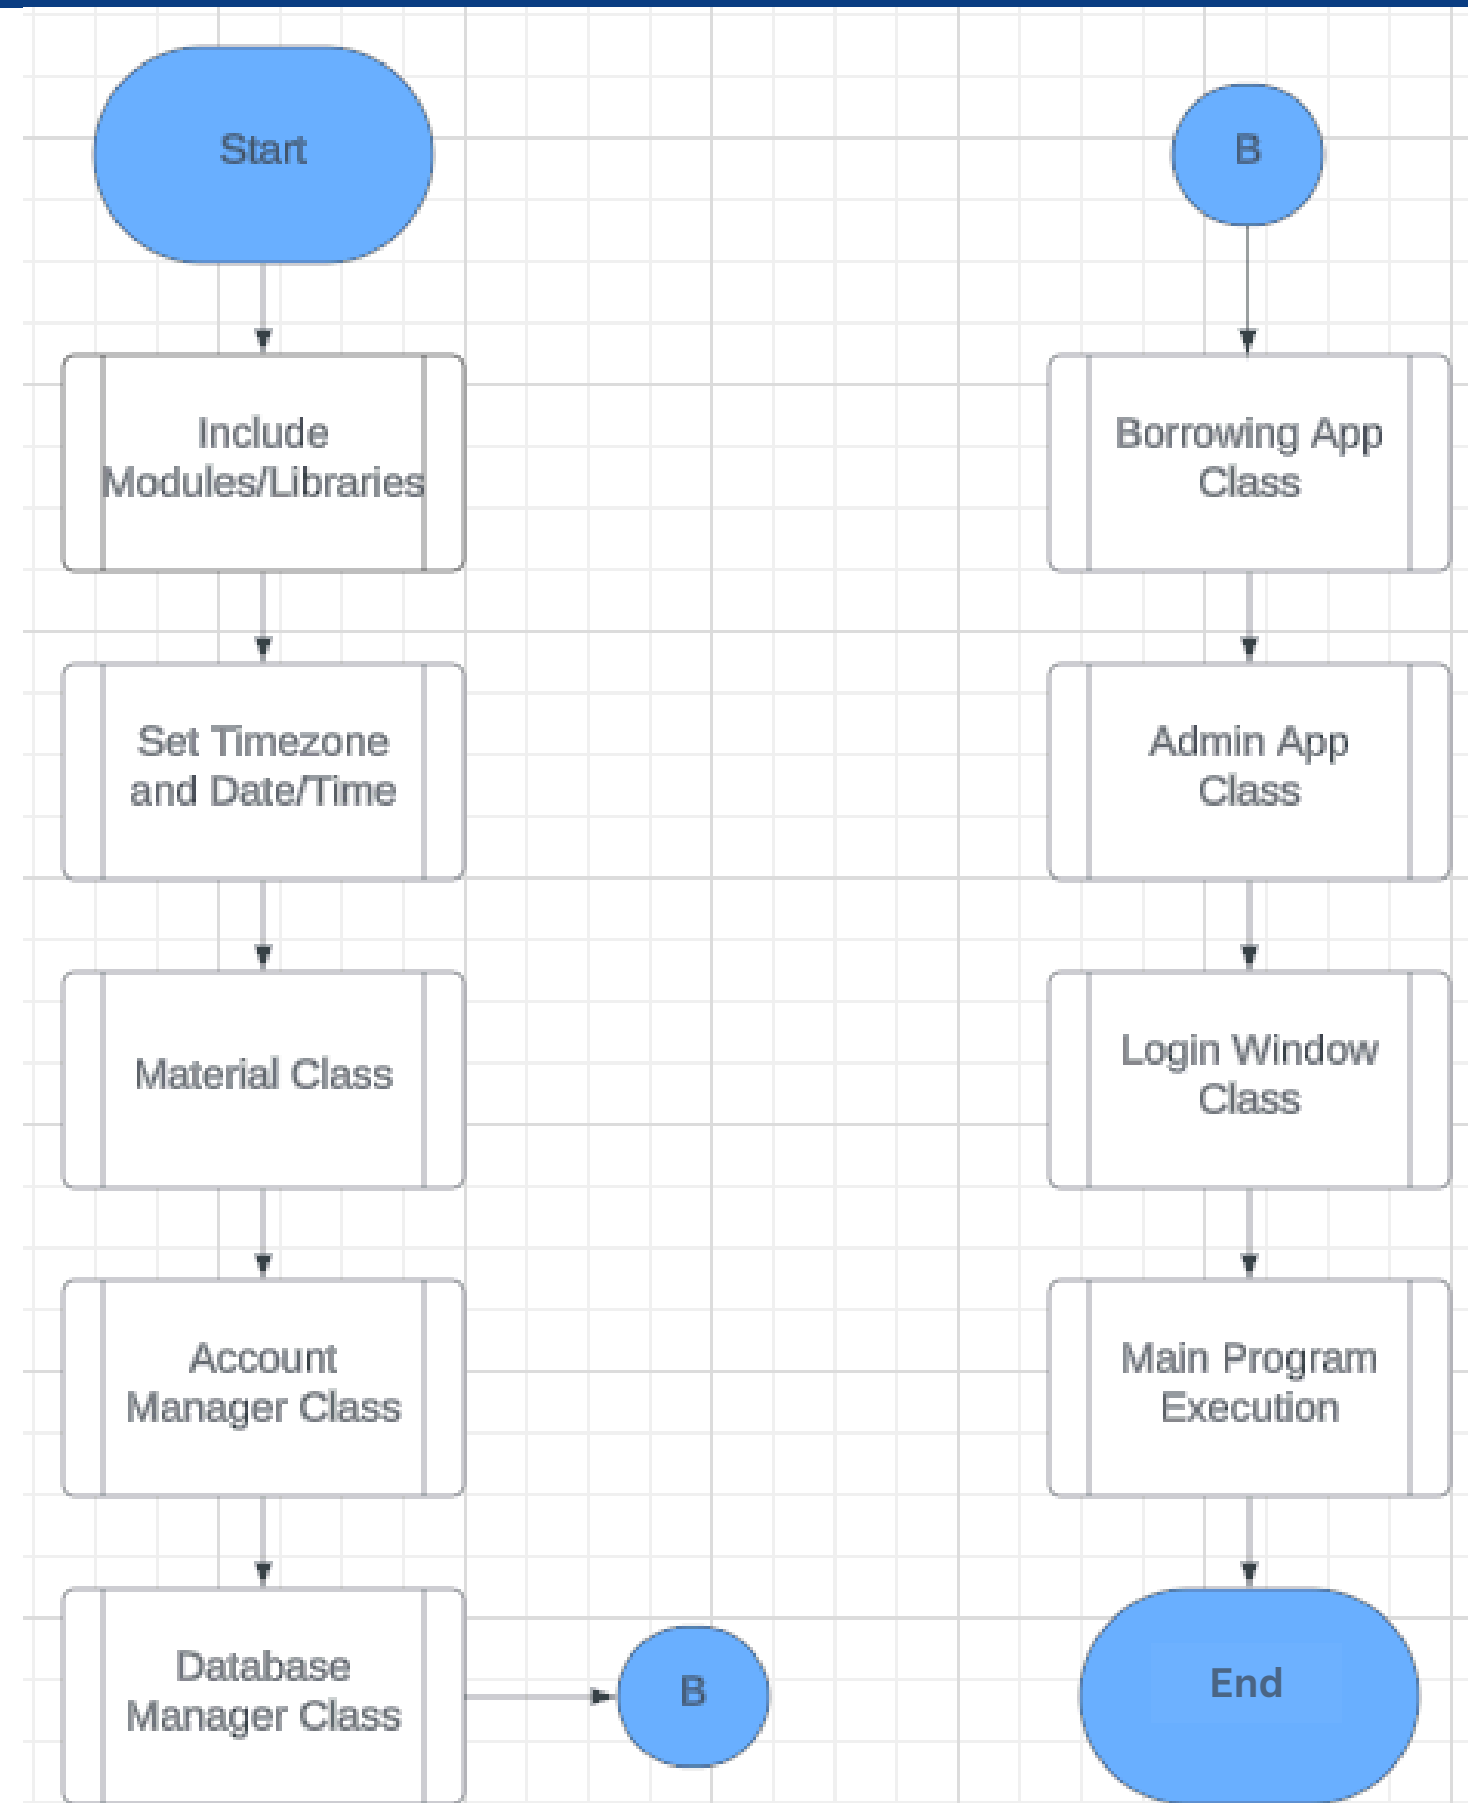 Start
Include
Modules/Libraries
Set Timezone
and Date/Time
Material Class
Account
Manager Class
Database
Manager Class
B
B
Borrowing App
Class
Admin App
Class
Login Window
Class
Main Program
Execution
End